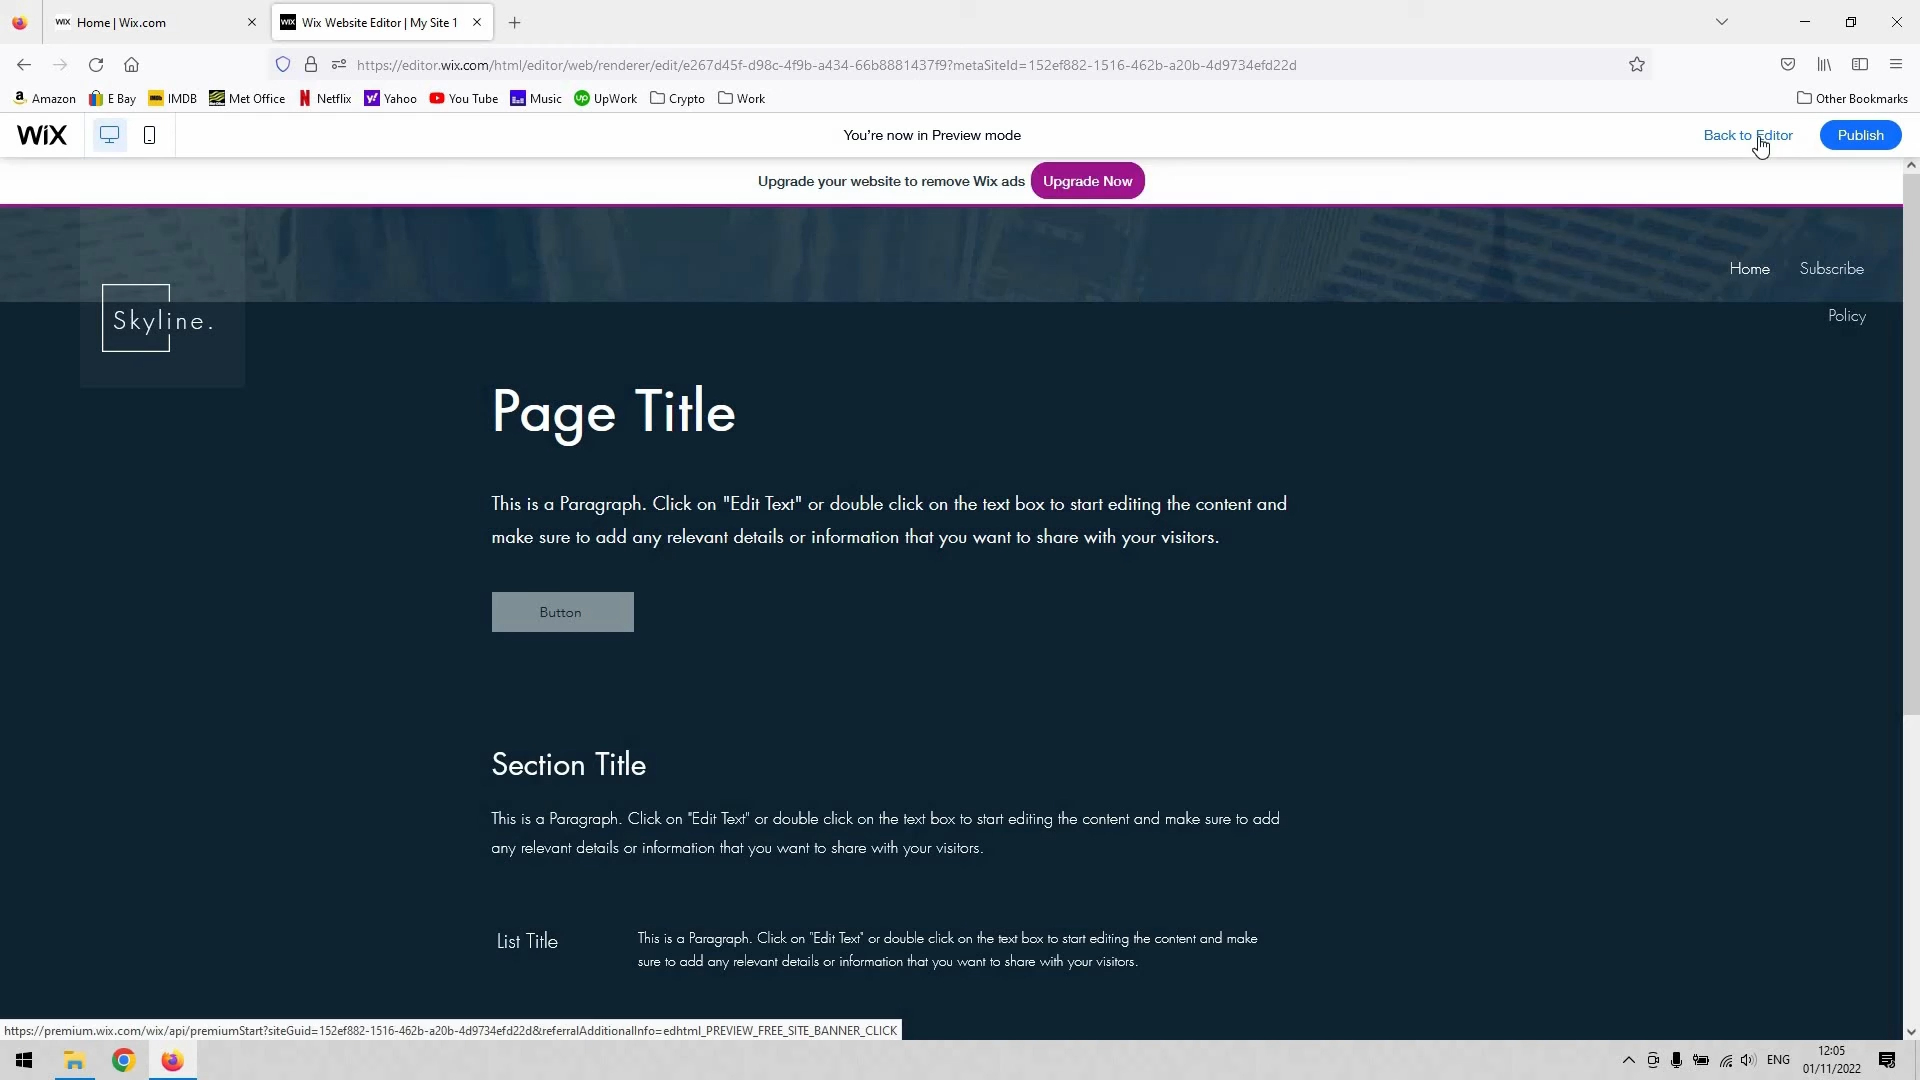 WIX Home | Wix.com
WIX Wix Website Editor | My Site 1
https://editor.wix.com/html/editor/web/renderer/edit/e267d45f-d98c-4f9b-a434-66b8881437f9?metaSiteId=152ef882-1516-462b-a20b-4d9734efd22d
Amazon E Bay IMDB Met Office Netflix Yahoo You Tube Music UpWork Crypto Work Other Bookmarks
WiX You're now in Preview mode Back to Editor Publish
Upgrade your website to remove Wix ads Upgrade Now
Home Subscribe
Policy
Skyline.
Page Title
This is a Paragraph. Click on "Edit Text" or double click on the text box to start editing the content and
make sure to add any relevant details or information that you want to share with your visitors.
Button
Section Title
This is a Paragraph. Click on "Edit Text" or double click on the text box to start editing the content and make sure to add
any relevant details or information that you want to share with your visitors.
List Title
This is a Paragraph. Click on "Edit Text" or double click on the text box to start editing the content and make
sure to add any relevant details or information that you want to share with your visitors.
https://premium.wix.com/wix/api/premiumStart?siteGuid=152ef882-1516-462b-a20b-4d9734efd22d&referralAdditionalInfo=edhtml_PREVIEW_FREE_SITE_BANNER_CLICK
ENG
12:05
01/11/2022